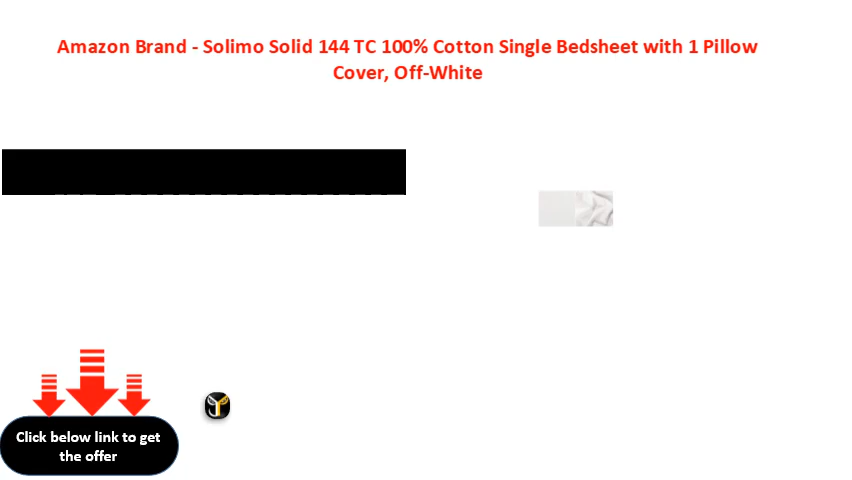 Amazon Brand - Solimo Solid 144 TC 100% Cotton Single Bedsheet with 1 Pillow
Cover, Off-White
Click below link to get
the offer